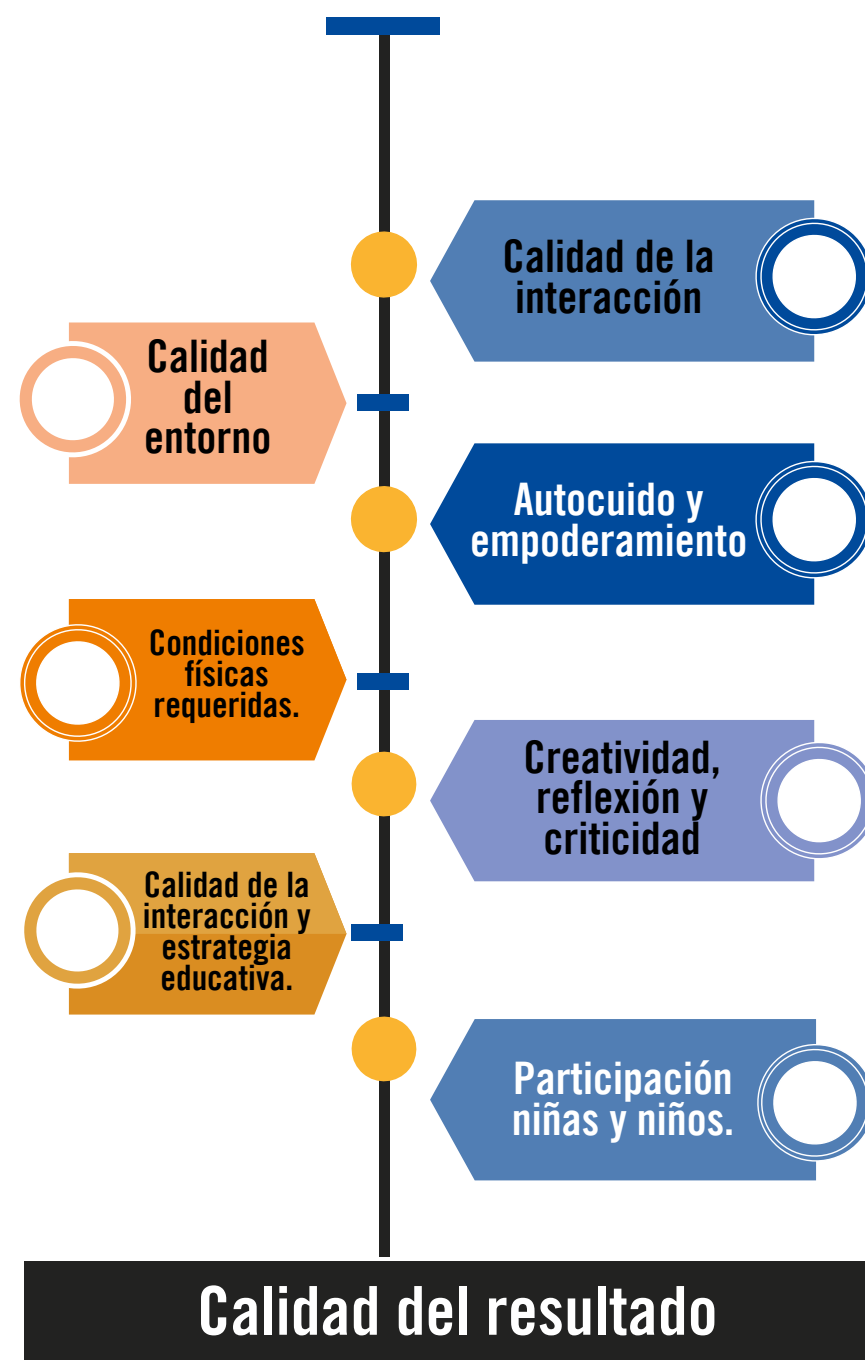 Calidad de la
interacción
Calidad
del
entorno
Autocuido y
empoderamiento
Condiciones
físicas
requeridas.
Creatividad,
reflexión y
criticidad
Calidad de la
interacción y
estrategia
educativa.
Participación
niñas y niños.
Calidad del resultado